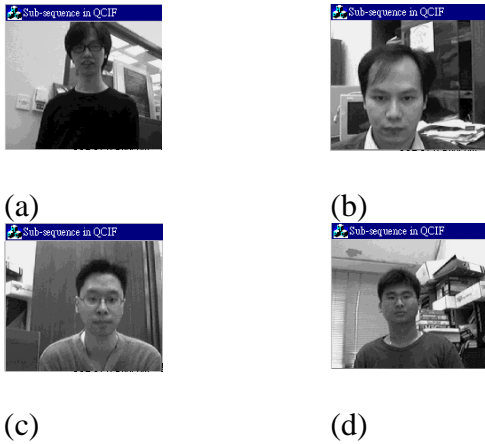 Sub-sequence in QCIF
Sub-sequence in QCIF
(a)
(b)
Sub-sequence in QCIF
Sub-sequence in QCIF
(c)
(d)